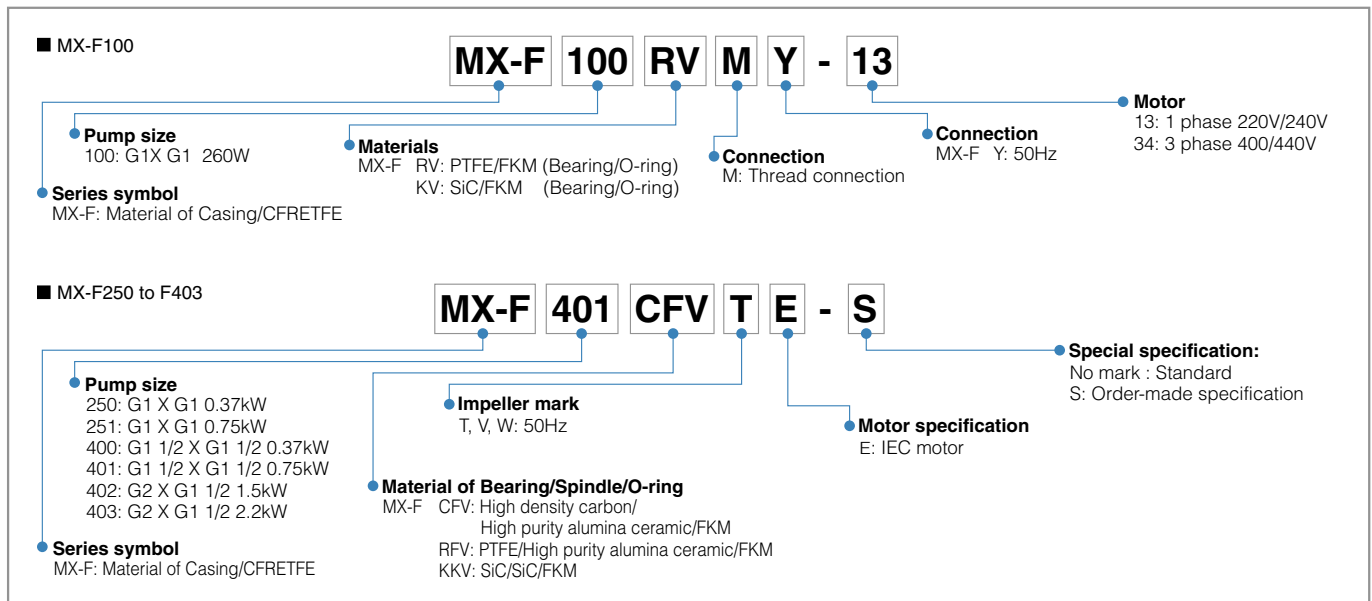 ■ MX-F100
MX-F 100 RV M Y - 13
Motor
13: 1 phase 220V/240V
34: 3 phase 400/440V
Connection
MX-F Y: 50Hz
Connection
M: Thread connection
Materials
MX-F RV: PTFE/FKM (Bearing/O-ring)
KV: SiC/FKM (Bearing/O-ring)
Pump size
100: G1X G1 260W
Series symbol
MX-F: Material of Casing/CFRETFE
■ MX-F250 to F403
MX-F 401 CFV T E - S
Special specification:
No mark : Standard
S: Order-made specification
Motor specification
E: IEC motor
Impeller mark
T, V, W: 50Hz
Material of Bearing/Spindle/O-ring
MX-F CFV: High density carbon/
High purity alumina ceramic/FKM
RFV: PTFE/High purity alumina ceramic/FKM
KKV: SiC/SiC/FKM
Pump size
250: G1 X G1 0.37kW
251: G1 X G1 0.75kW
400: G1 1/2 X G1 1/2 0.37kW
401: G1 1/2 X G1 1/2 0.75kW
402: G2 X G1 1/2 1.5kW
403: G2 X G1 1/2 2.2kW
Series symbol
MX-F: Material of Casing/CFRETFE